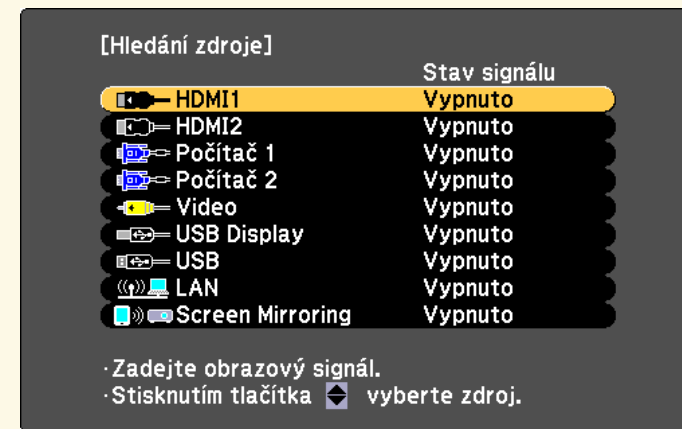 [Hledání zdroje]
Stav signálu
HDMI1 Vypnuto
HDMI2 Vypnuto
Počítač 1 Vypnuto
Počítač 2 Vypnuto
Video Vypnuto
USB Display Vypnuto
USB Vypnuto
LAN Vypnuto
Screen Mirroring Vypnuto
·Zadejte obrazový signál.
·Stisknutím tlačítka vyberte zdroj.